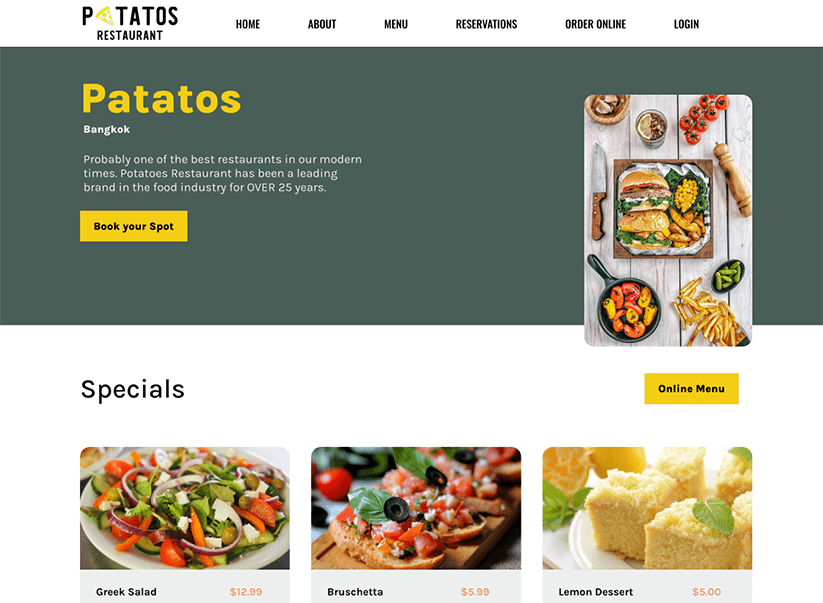 PATATOS
RESTAURANT
HOME ABOUT MENU RESERVATIONS ORDER ONLINE LOGIN
Patatos
Bangkok
Probably one of the best restaurants in our modern
times. Potatoes Restaurant has been a leading
brand in the food industry for OVER 25 years.
Book your Spot
Specials
Online Menu
Greek Salad $12.99
Bruschetta $5.99
Lemon Dessert $5.00